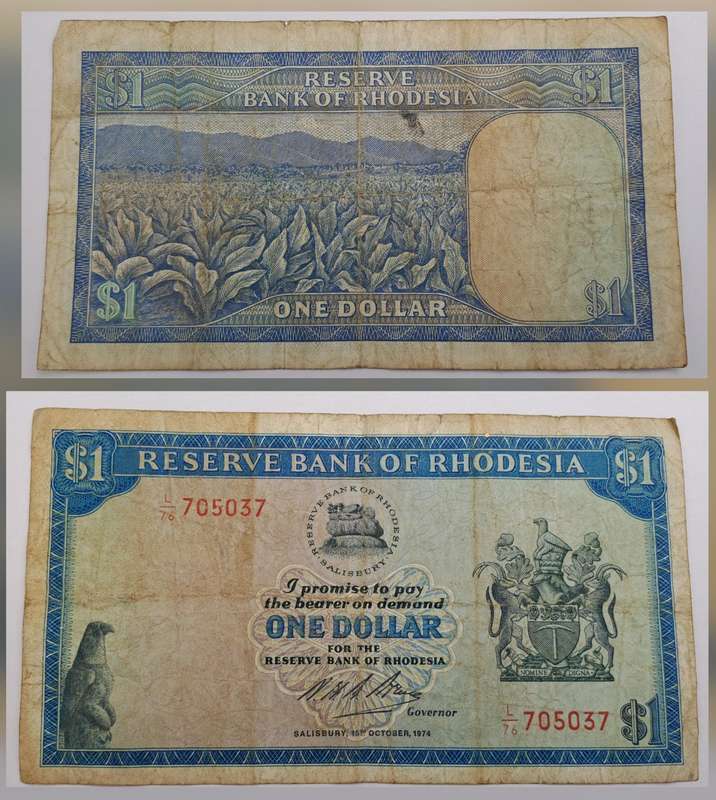 $1 RESERVE $1
BANK OF RHODESIA
$1 ONE DOLLAR $1
$1 RESERVE BANK OF RHODESIA $1
L/76 705037
RESERVE BANK OF RHODESIA
SALISBURY
I promise to pay
the bearer on demand
ONE DOLLAR
FOR THE
RESERVE BANK OF RHODESIA
Governor
SALISBURY, 15TH OCTOBER, 1974
NOMINE DIGNA
L/76 705037 $1